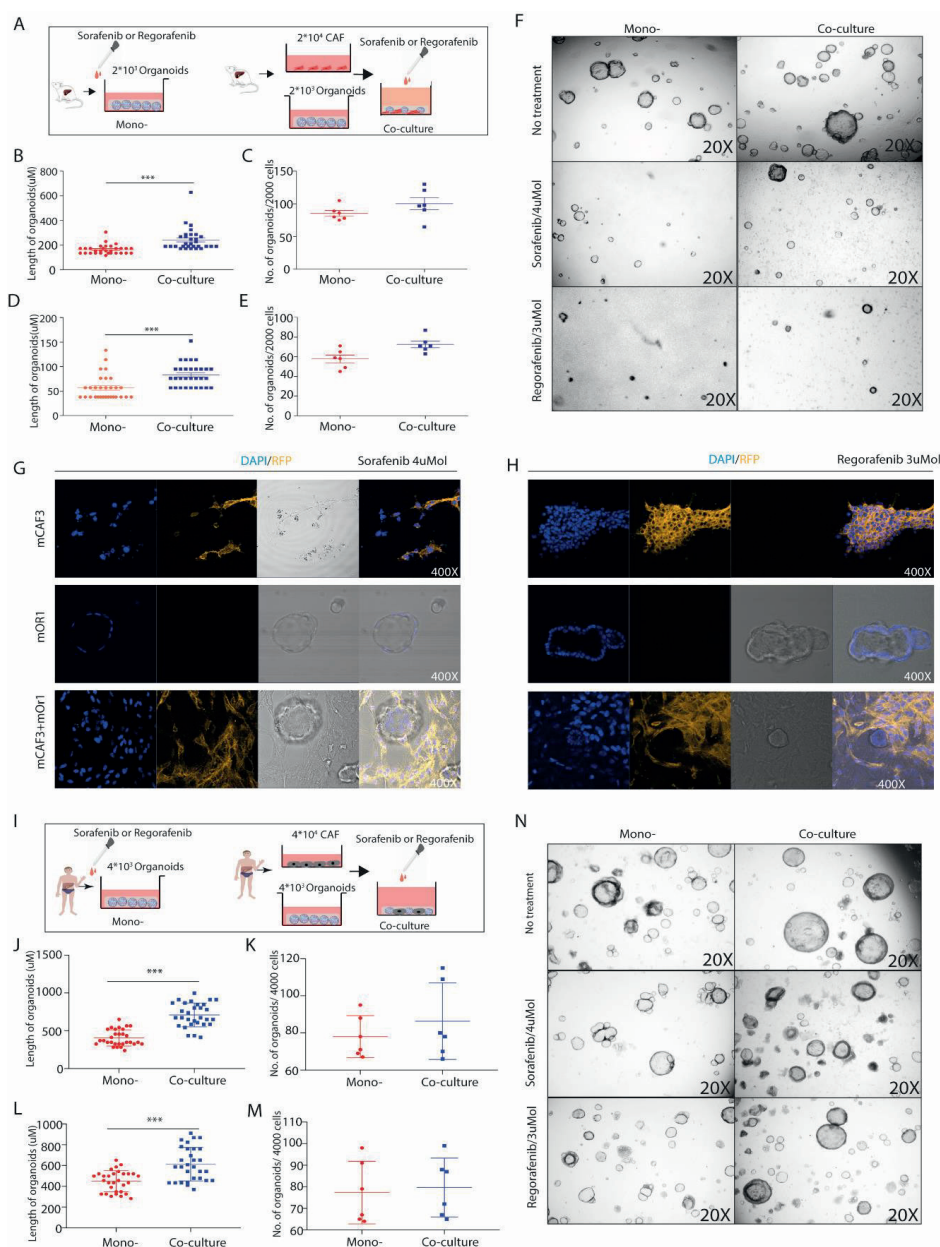 A
Sorafenib or Regorafenib
2*10³ Organoids
Mono-
2*10⁴ CAF
2*10³ Organoids
Sorafenib or Regorafenib
Co-culture
B
Length of organoids(uM)
800
600
400
200
0
***
Mono-
Co-culture
C
No. of organoids/2000 cells
150
100
50
0
Mono-
Co-culture
D
Length of organoids(uM)
200
150
100
50
0
***
Mono-
Co-culture
E
No. of organoids/2000 cells
100
80
60
40
20
0
Mono-
Co-culture
F
Mono-
Co-culture
No treatment
20X
20X
Sorafenib/4uMol
20X
20X
Regorafenib/3uMol
20X
20X
G
DAPI/RFP
Sorafenib 4uMol
mCAF3
400X
mOR1
400X
mCAF3+mOr1
400X
H
DAPI/RFP
Regorafenib 3uMol
400X
400X
400X
I
Sorafenib or Regorafenib
4*10³ Organoids
Mono-
4*10⁴ CAF
4*10³ Organoids
Sorafenib or Regorafenib
Co-culture
J
Length of organoids (uM)
1500
1000
500
0
***
Mono-
Co-culture
K
No. of organoids/ 4000 cells
120
100
80
60
Mono-
Co-culture
L
Length of organoids (uM)
1000
800
600
400
200
0
***
Mono-
Co-culture
M
No. of organoids/ 4000 cells
110
100
90
80
70
60
Mono-
Co-culture
N
Mono-
Co-culture
No treatment
20X
20X
Sorafenib/4uMol
20X
20X
Regorafenib/3uMol
20X
20X